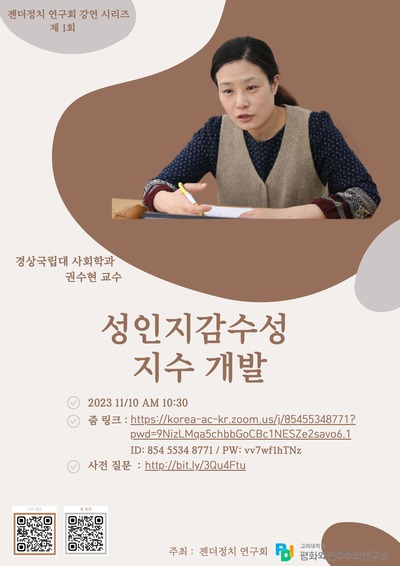 젠더정치 연구회 강연 시리즈
제 1회
경상국립대 사회학과
권수현 교수
성인지감수성
지수 개발
2023 11/10 AM 10:30
줌 링크 : https://korea-ac-kr.zoom.us/j/85455348771?
pwd=9NizLMqa5chbbGoCBc1NESZe2savo6.1
ID: 854 5534 8771 / PW: vv7wf1hTNz
사전 질문 : http://bit.ly/3Qu4Ftu
주최 : 젠더정치 연구회
PDI
고려대학교
평화와민주주의연구소